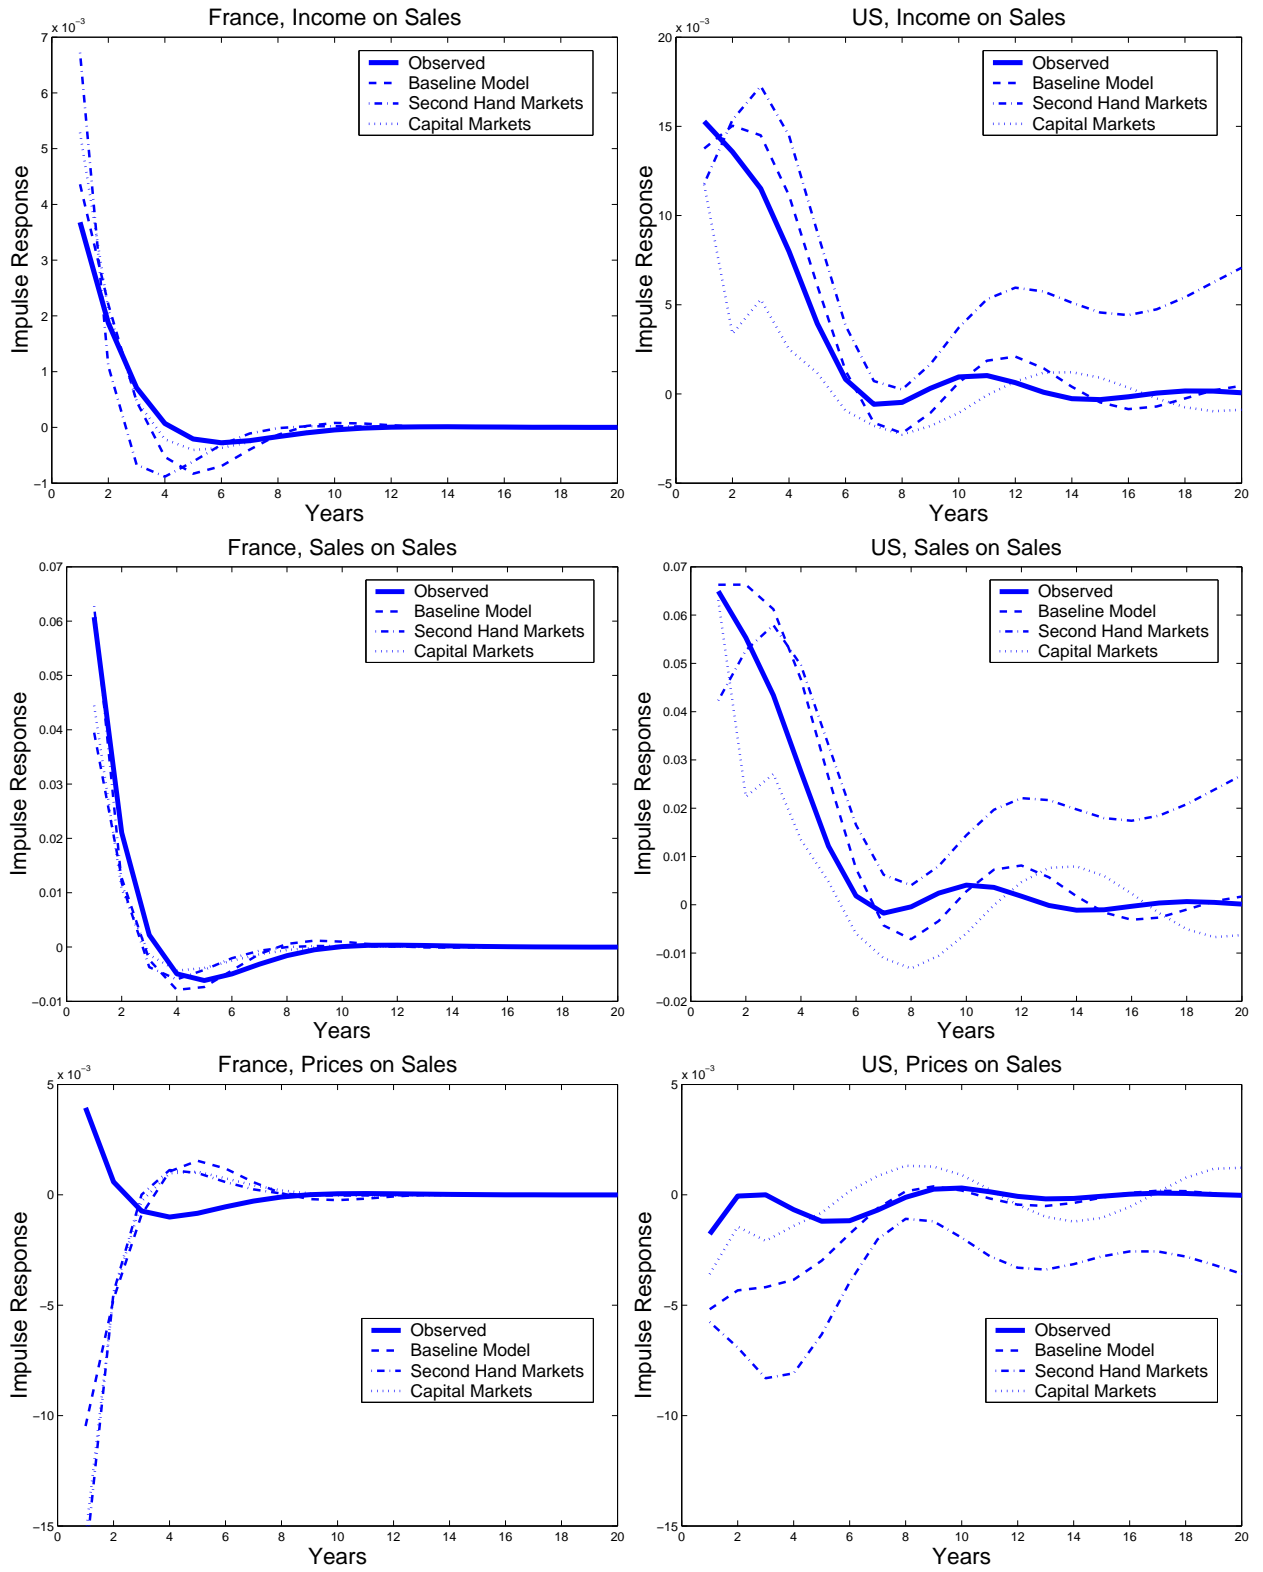 France, Income on Sales
x 10⁻³
7
6
5
4
3
2
1
0
−1
Impulse Response
Observed
Baseline Model
Second Hand Markets
Capital Markets
0 2 4 6 8 10 12 14 16 18 20
Years
US, Income on Sales
x 10⁻³
20
15
10
5
0
−5
Impulse Response
Observed
Baseline Model
Second Hand Markets
Capital Markets
0 2 4 6 8 10 12 14 16 18 20
Years
France, Sales on Sales
0.07
0.06
0.05
0.04
0.03
0.02
0.01
0
−0.01
Impulse Response
Observed
Baseline Model
Second Hand Markets
Capital Markets
0 2 4 6 8 10 12 14 16 18 20
Years
US, Sales on Sales
0.07
0.06
0.05
0.04
0.03
0.02
0.01
0
−0.01
−0.02
Impulse Response
Observed
Baseline Model
Second Hand Markets
Capital Markets
0 2 4 6 8 10 12 14 16 18 20
Years
France, Prices on Sales
x 10⁻³
5
0
−5
−10
−15
Impulse Response
Observed
Baseline Model
Second Hand Markets
Capital Markets
0 2 4 6 8 10 12 14 16 18 20
Years
US, Prices on Sales
x 10⁻³
5
0
−5
−10
−15
Impulse Response
Observed
Baseline Model
Second Hand Markets
Capital Markets
0 2 4 6 8 10 12 14 16 18 20
Years